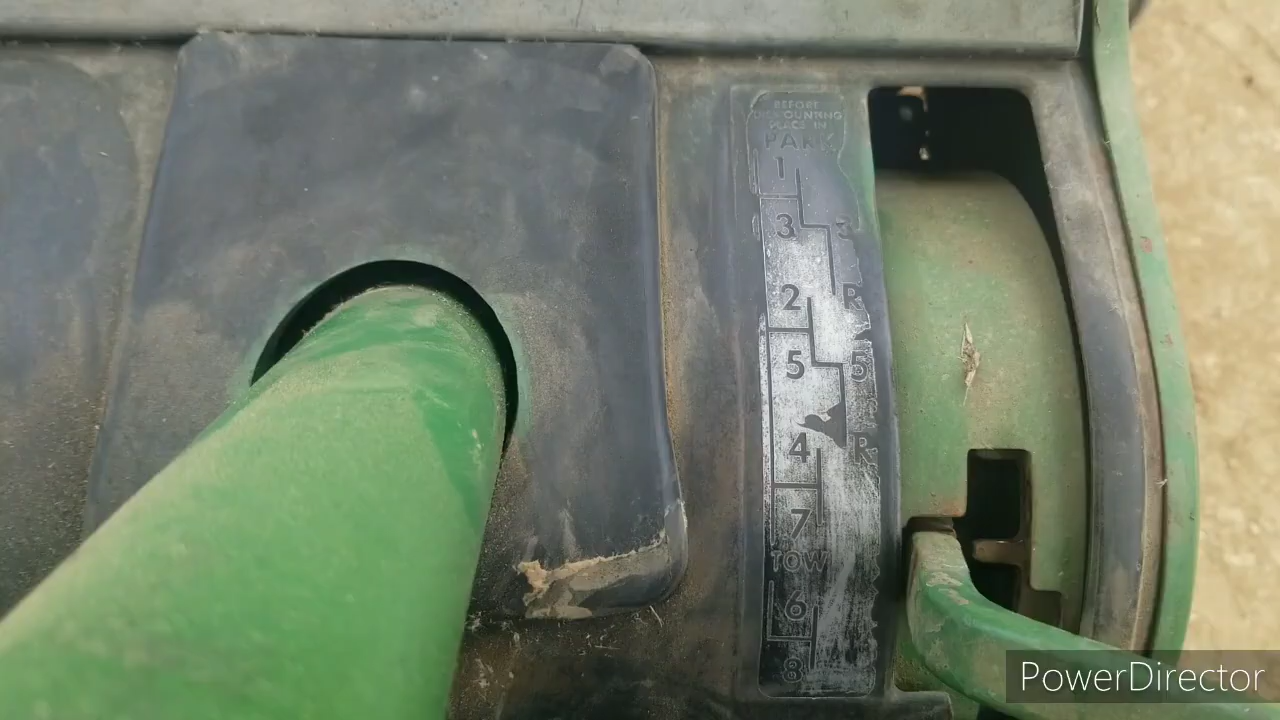 BEFORE
DISMOUNTING
PLACE IN
PARK
1
3 3
2 R
5 5
4 R
7
TOW
6
8
PowerDirector